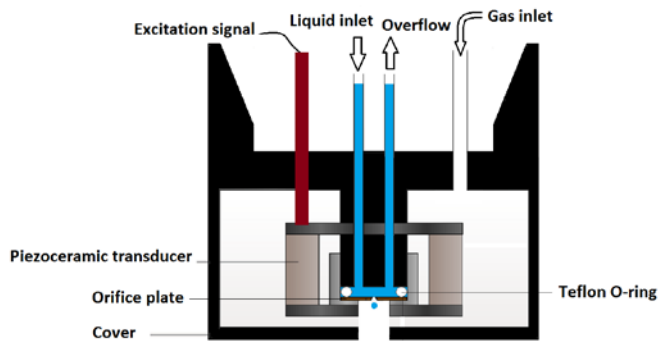 Liquid inlet
Gas inlet
Excitation signal
Overflow
Piezoceramic transducer
Orifice plate
Teflon O-ring
Cover